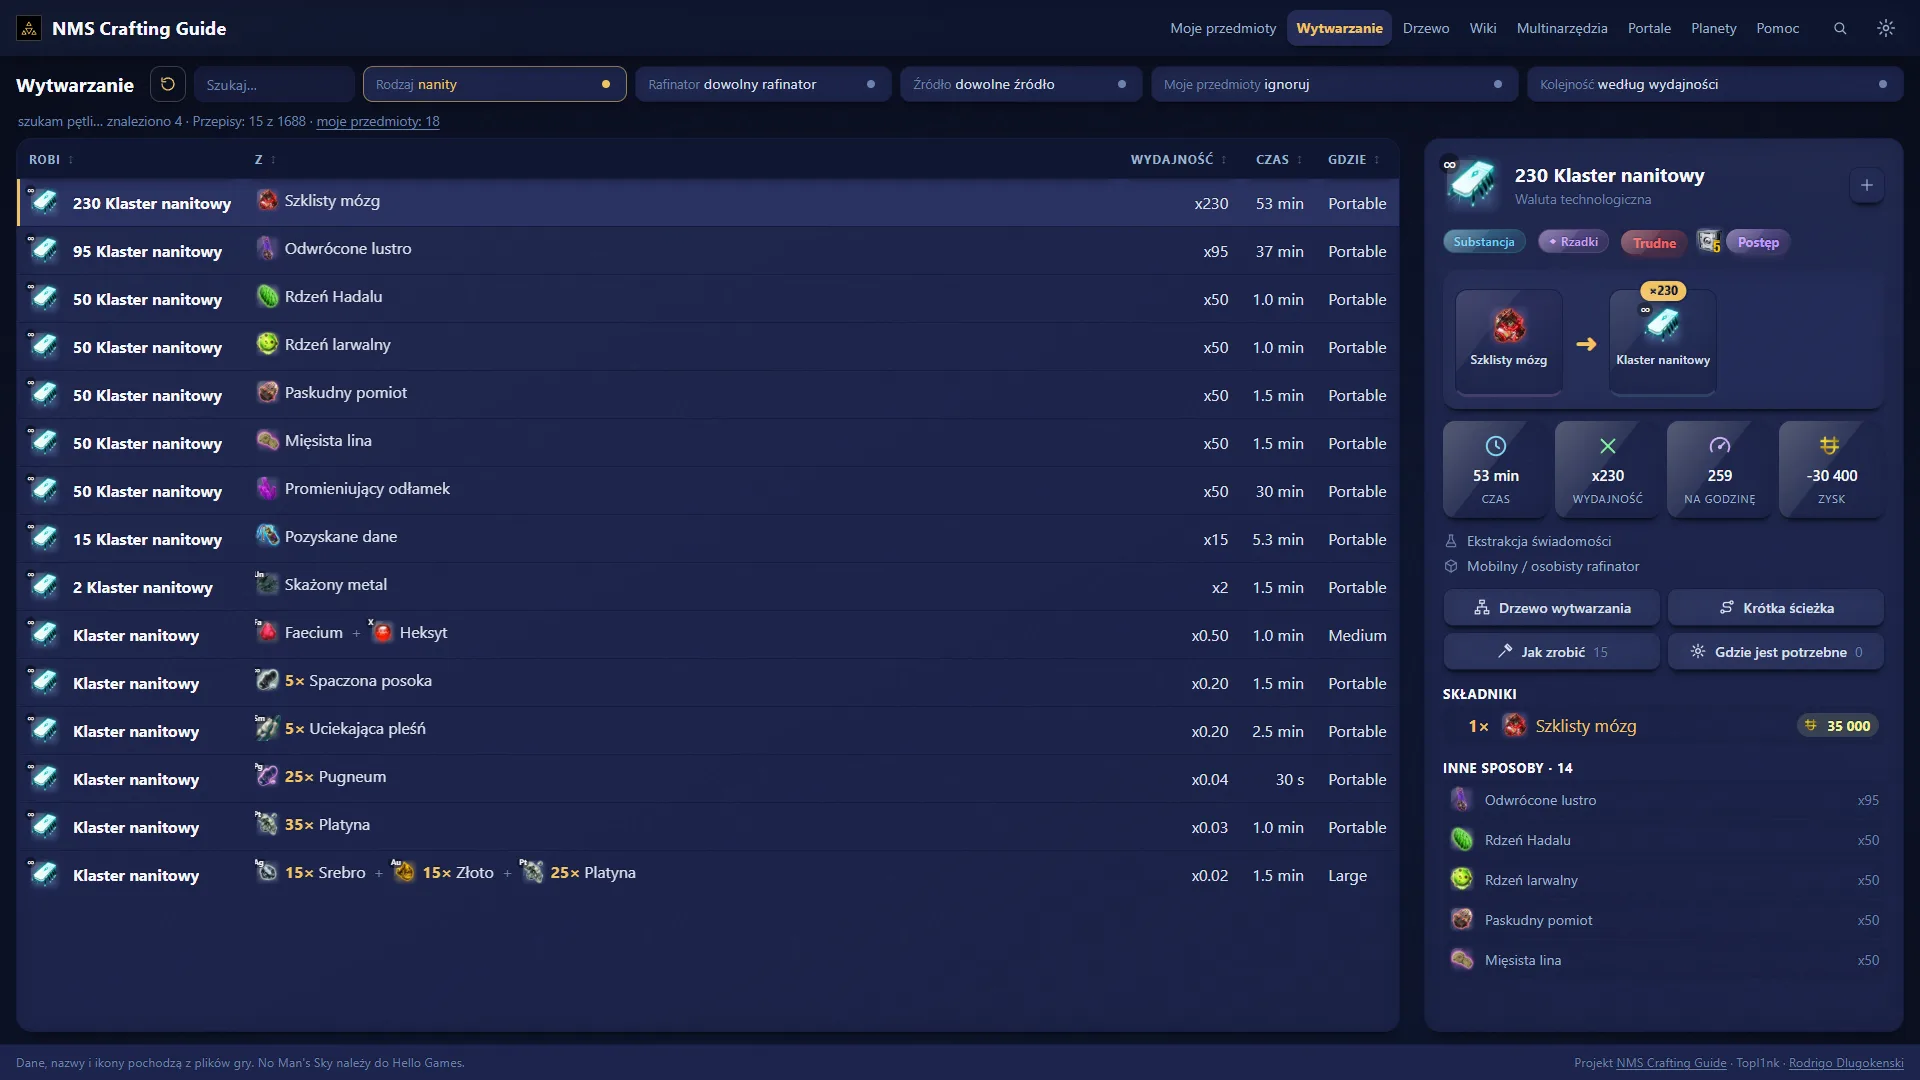 NMS Crafting Guide
Moje przedmioty Wytwarzanie Drzewo Wiki Multinarzędzia Portale Planety Pomoc
Wytwarzanie Szukaj... Rodzaj nanity Rafinator dowolny rafinator Źródło dowolne źródło Moje przedmioty ignoruj Kolejność według wydajności
szukam pętli... znaleziono 4 · Przepisy: 15 z 1688 · moje przedmioty: 18
ROBI ↕ Z ↕ WYDAJNOŚĆ ↕ CZAS ↕ GDZIE ↕
230 Klaster nanitowy Szklisty mózg x230 53 min Portable
95 Klaster nanitowy Odwrócone lustro x95 37 min Portable
50 Klaster nanitowy Rdzeń Hadalu x50 1.0 min Portable
50 Klaster nanitowy Rdzeń larwalny x50 1.0 min Portable
50 Klaster nanitowy Paskudny pomiot x50 1.5 min Portable
50 Klaster nanitowy Mięsista lina x50 1.5 min Portable
50 Klaster nanitowy Promieniujący odłamek x50 30 min Portable
15 Klaster nanitowy Pozyskane dane x15 5.3 min Portable
2 Klaster nanitowy Skażony metal x2 1.5 min Portable
Klaster nanitowy Faecium + Heksyt x0.50 1.0 min Medium
Klaster nanitowy 5× Spaczona posoka x0.20 1.5 min Portable
Klaster nanitowy 5× Uciekająca pleśń x0.20 2.5 min Portable
Klaster nanitowy 25× Pugneum x0.04 30 s Portable
Klaster nanitowy 35× Platyna x0.03 1.0 min Portable
Klaster nanitowy 15× Srebro + 15× Złoto + 25× Platyna x0.02 1.5 min Large
230 Klaster nanitowy
Waluta technologiczna
Substancja Rzadki Trudne 5 Postęp
×230
Szklisty mózg Klaster nanitowy
53 min x230 259 -30 400
CZAS WYDAJNOŚĆ NA GODZINĘ ZYSK
Ekstrakcja świadomości
Mobilny / osobisty rafinator
Drzewo wytwarzania Krótka ścieżka
Jak zrobić 15 Gdzie jest potrzebne 0
SKŁADNIKI
1× Szklisty mózg 35 000
INNE SPOSOBY · 14
Odwrócone lustro x95
Rdzeń Hadalu x50
Rdzeń larwalny x50
Paskudny pomiot x50
Mięsista lina x50
Dane, nazwy i ikony pochodzą z plików gry. No Man's Sky należy do Hello Games.
Projekt NMS Crafting Guide · Topl1nk · Rodrigo Dlugokenski